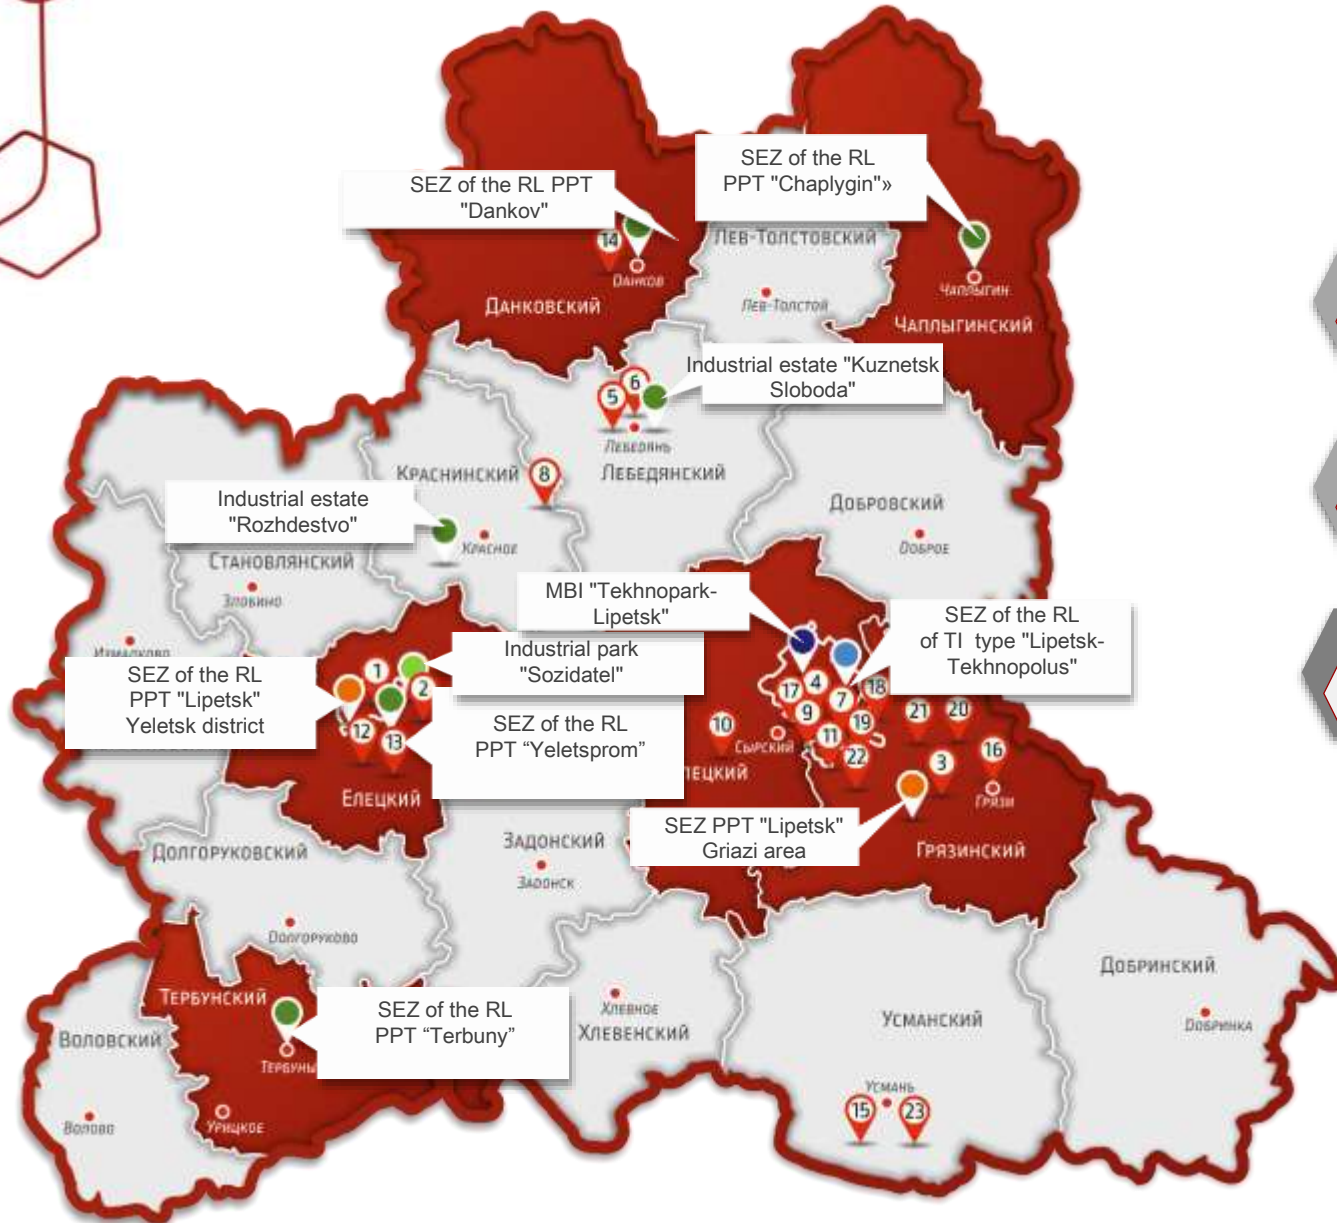 SEZ of the RL
PPT "Chaplygin"»
SEZ of the RL PPT
"Dankov"
14
ДАНКОВ
ДАНКОВСКИЙ
ЛЕВ-ТОЛСТОВСКИЙ
ЛЕВ-ТОЛСТОЙ
ЧАПЛЫГИН
ЧАПЛЫГИНСКИЙ
Industrial estate "Kuznetsk
Sloboda"
5
6
ЛЕБЕДЯНЬ
ЛЕБЕДЯНСКИЙ
КРАСНИНСКИЙ
8
Industrial estate
"Rozhdestvo"
КРАСНОЕ
ДОБРОВСКИЙ
ДОБРОЕ
СТАНОВЛЯНСКИЙ
ЗЛОБИНО
MBI "Tekhnopark-
Lipetsk"
SEZ of the RL
of TI type "Lipetsk-
Tekhnopolus"
Industrial park
"Sozidatel"
SEZ of the RL
PPT "Lipetsk"
Yeletsk district
1
2
12
13
SEZ of the RL
PPT “Yeletsprom”
ЕЛЕЦКИЙ
17
4
7
18
9
19
11
22
10
СЫРСКИЙ
21
20
3
16
ГРЯЗИ
ГРЯЗИНСКИЙ
SEZ PPT "Lipetsk"
Griazi area
ДОЛГОРУКОВСКИЙ
ДОЛГОРУКОВО
ЗАДОНСКИЙ
ЗАДОНСК
ТЕРБУНСКИЙ
SEZ of the RL
PPT “Terbuny”
ТЕРБУНЫ
УРИЦКОЕ
ВОЛОВСКИЙ
ВОЛОВО
ХЛЕВНОЕ
ХЛЕВЕНСКИЙ
УСМАНСКИЙ
УСМАНЬ
15
23
ДОБРИНСКИЙ
ДОБРИНКА